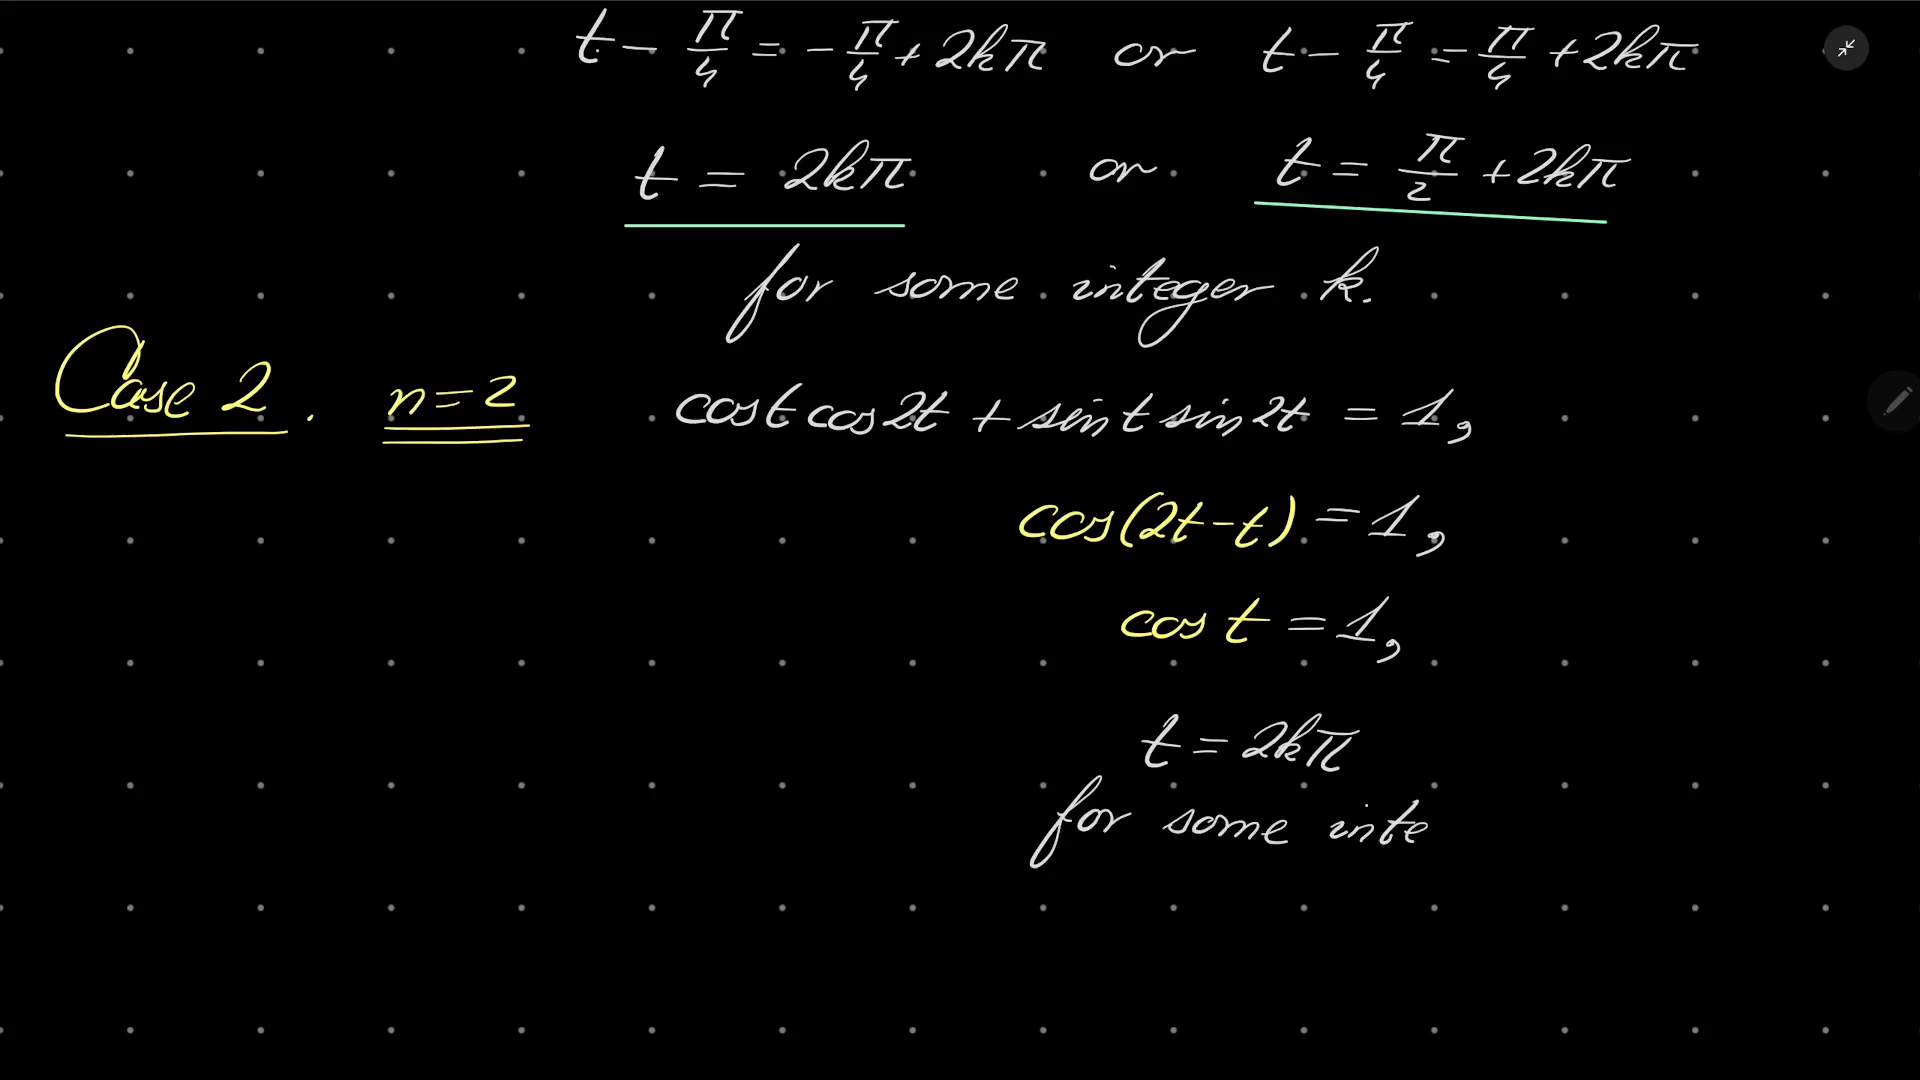 t - π/4 = -π/4 + 2kπ or t - π/4 = π/4 + 2kπ
t = 2kπ or t = π/2 + 2kπ
for some integer k.
Case 2. n=2 cos t cos 2t + sin t sin 2t = 1,
cos(2t-t) = 1,
cos t = 1,
t = 2kπ
for some inte